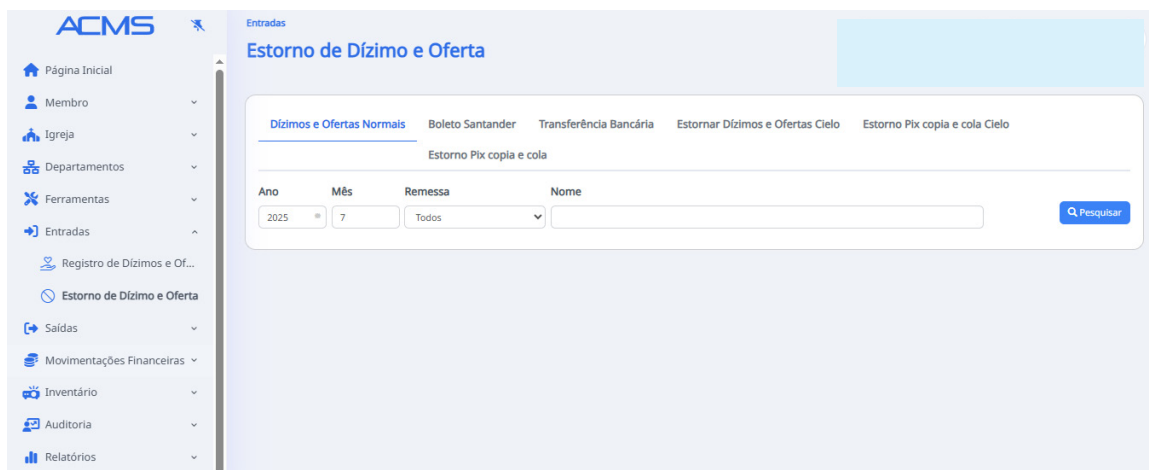 ACMS
Página Inicial
Membro
Igreja
Departamentos
Ferramentas
Entradas
Registro de Dízimos e Of...
Estorno de Dízimo e Oferta
Saídas
Movimentações Financeiras
Inventário
Auditoria
Relatórios
Entradas
Estorno de Dízimo e Oferta
Dízimos e Ofertas Normais Boleto Santander Transferência Bancária Estornar Dízimos e Ofertas Cielo Estorno Pix copia e cola Cielo
Estorno Pix copia e cola
Ano Mês Remessa Nome
2025 7 Todos Pesquisar